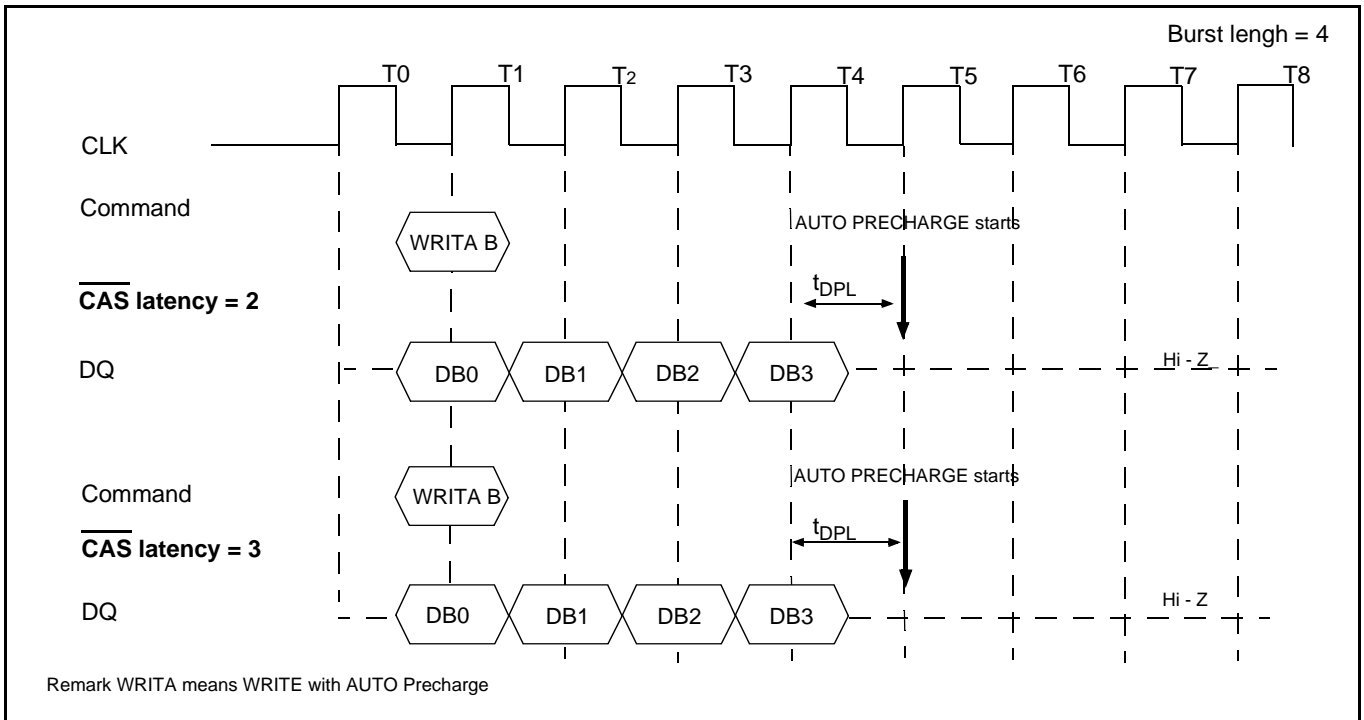 Burst lengh = 4
T0 T1 T2 T3 T4 T5 T6 T7 T8
CLK
Command
WRITA B
AUTO PRECHARGE starts
CAS latency = 2
tDPL
DQ
DB0 DB1 DB2 DB3
Hi - Z
Command
WRITA B
AUTO PRECHARGE starts
CAS latency = 3
tDPL
DQ
DB0 DB1 DB2 DB3
Hi - Z
Remark WRITA means WRITE with AUTO Precharge